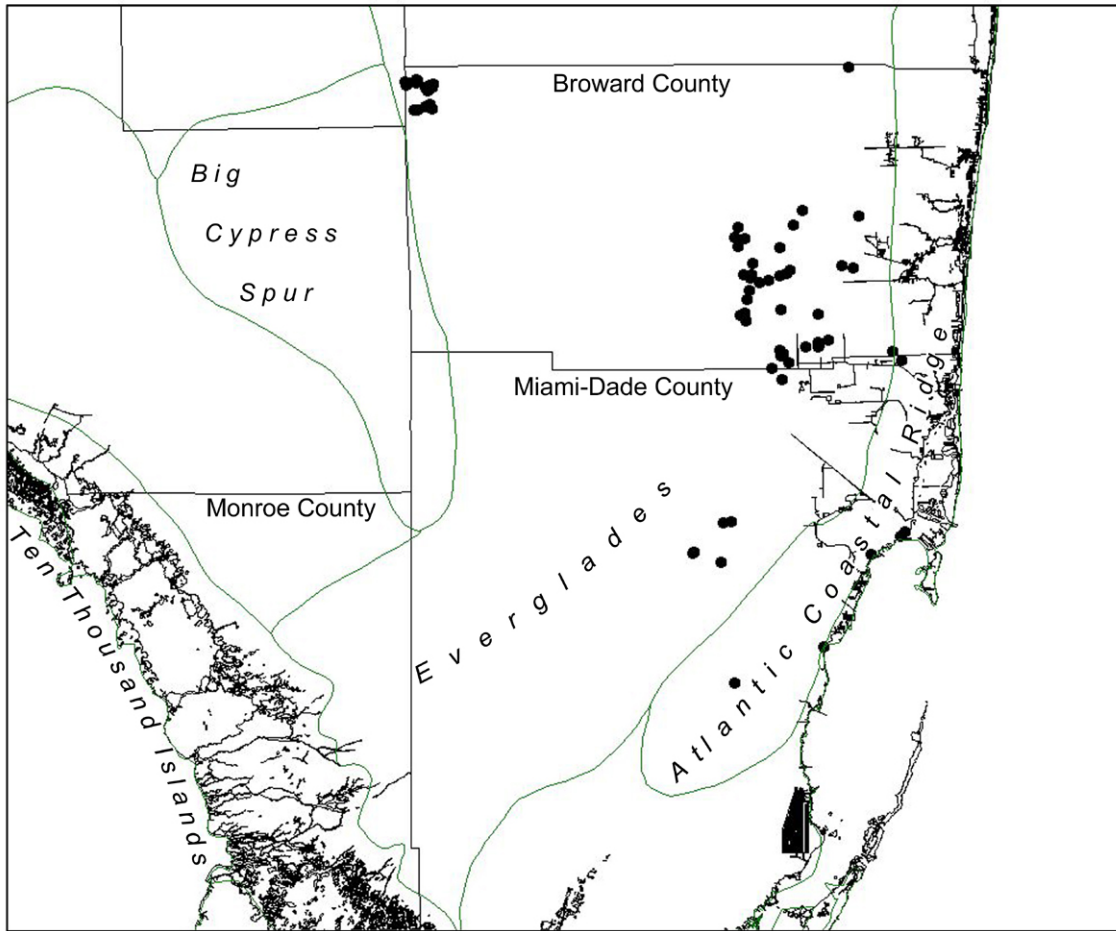 Broward County
Big
Cypress
Spur
Miami-Dade County
Monroe County
Everglades
Atlantic Coastal Ridge
Ten Thousand Islands